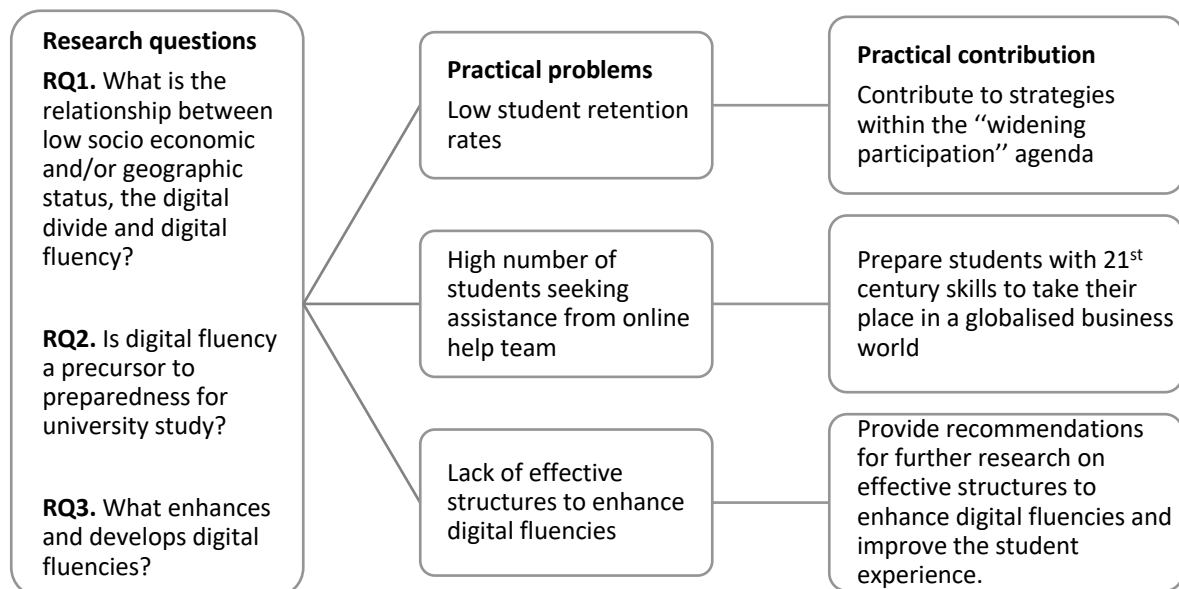 Research questions
RQ1. What is the
relationship between
low socio economic
and/or geographic
status, the digital
divide and digital
fluency?
RQ2. Is digital fluency
a precursor to
preparedness for
university study?
RQ3. What enhances
and develops digital
fluencies?
Practical problems
Low student retention
rates
High number of
students seeking
assistance from online
help team
Lack of effective
structures to enhance
digital fluencies
Practical contribution
Contribute to strategies
within the ‘‘widening
participation’’ agenda
Prepare students with 21st
century skills to take their
place in a globalised business
world
Provide recommendations
for further research on
effective structures to
enhance digital fluencies and
improve the student
experience.